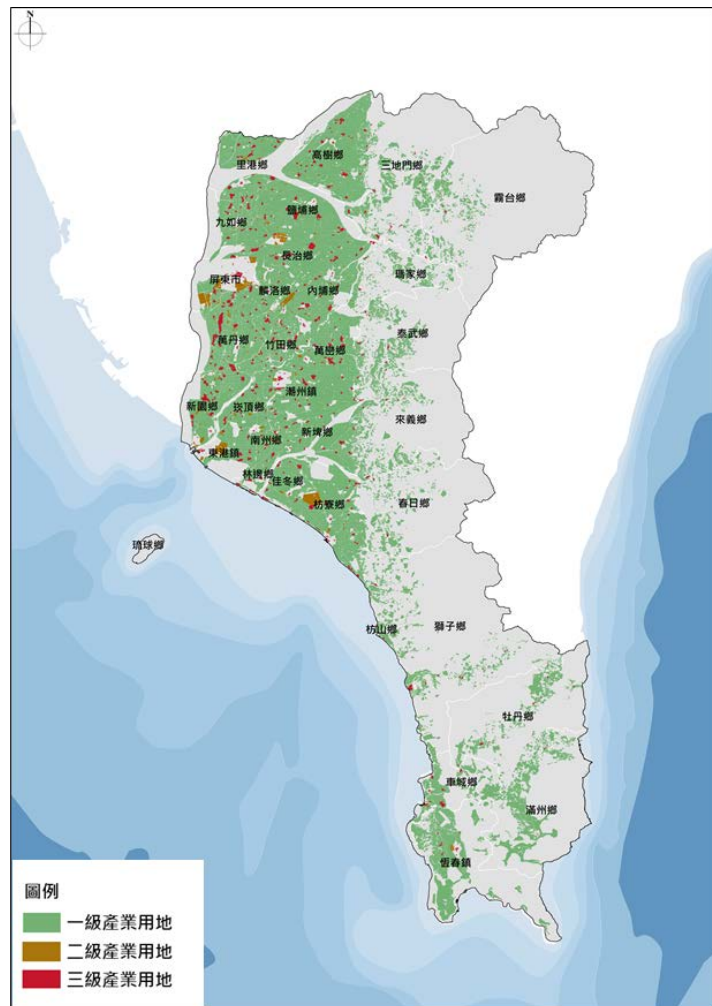 N
里港鄉
高樹鄉
三地門鄉
霧台鄉
九如鄉
鹽埔鄉
長治鄉
屏東市
麟洛鄉
內埔鄉
瑪家鄉
泰武鄉
萬丹鄉
竹田鄉
萬巒鄉
潮州鎮
新園鄉
崁頂鄉
來義鄉
南州鄉
新埤鄉
東港鎮
林邊鄉
佳冬鄉
枋寮鄉
春日鄉
琉球鄉
枋山鄉
獅子鄉
牡丹鄉
車城鄉
滿州鄉
恆春鎮
圖例
一級產業用地
二級產業用地
三級產業用地